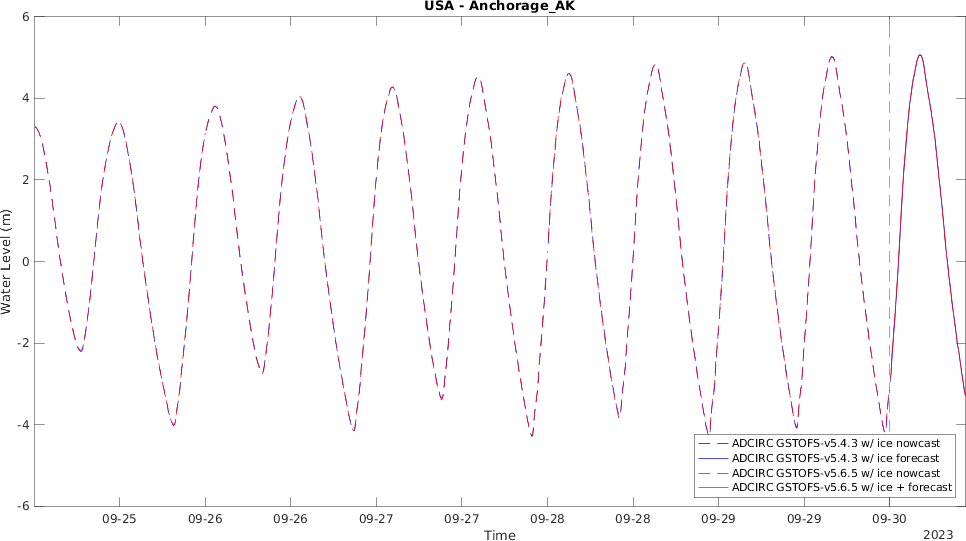 USA - Anchorage_AK
6
4
2
0
-2
-4
-6
Water Level (m)
09-25
09-26
09-26
09-27
09-27
09-28
09-28
09-29
09-29
09-30
Time
2023
ADCIRC GSTOFS-v5.4.3 w/ ice nowcast
ADCIRC GSTOFS-v5.4.3 w/ ice forecast
ADCIRC GSTOFS-v5.6.5 w/ ice nowcast
ADCIRC GSTOFS-v5.6.5 w/ ice + forecast